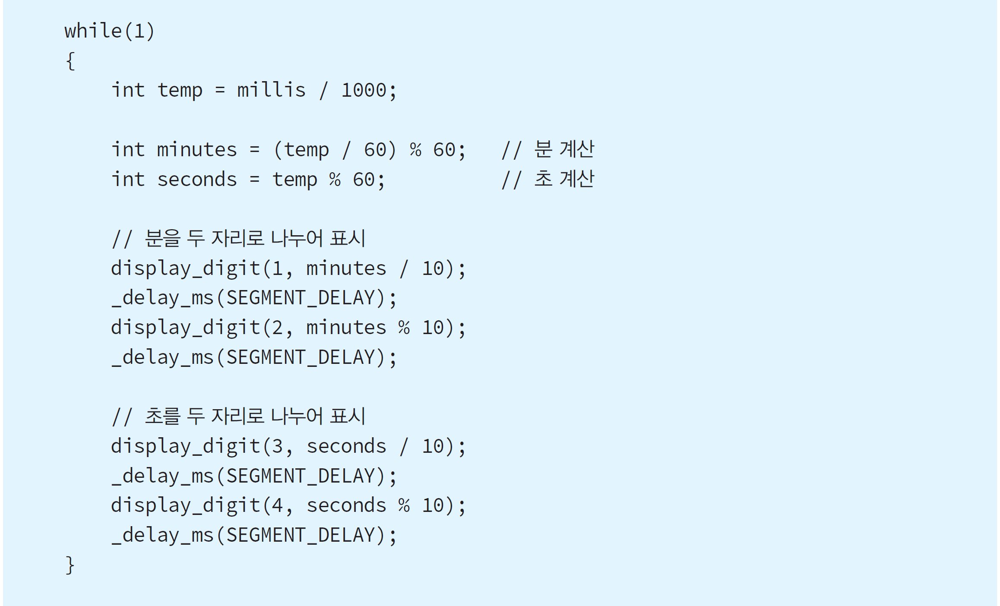 while(1)
{
    int temp = millis / 1000;

    int minutes = (temp / 60) % 60;   // 분 계산
    int seconds = temp % 60;          // 초 계산

    // 분을 두 자리로 나누어 표시
    display_digit(1, minutes / 10);
    _delay_ms(SEGMENT_DELAY);
    display_digit(2, minutes % 10);
    _delay_ms(SEGMENT_DELAY);

    // 초를 두 자리로 나누어 표시
    display_digit(3, seconds / 10);
    _delay_ms(SEGMENT_DELAY);
    display_digit(4, seconds % 10);
    _delay_ms(SEGMENT_DELAY);
}